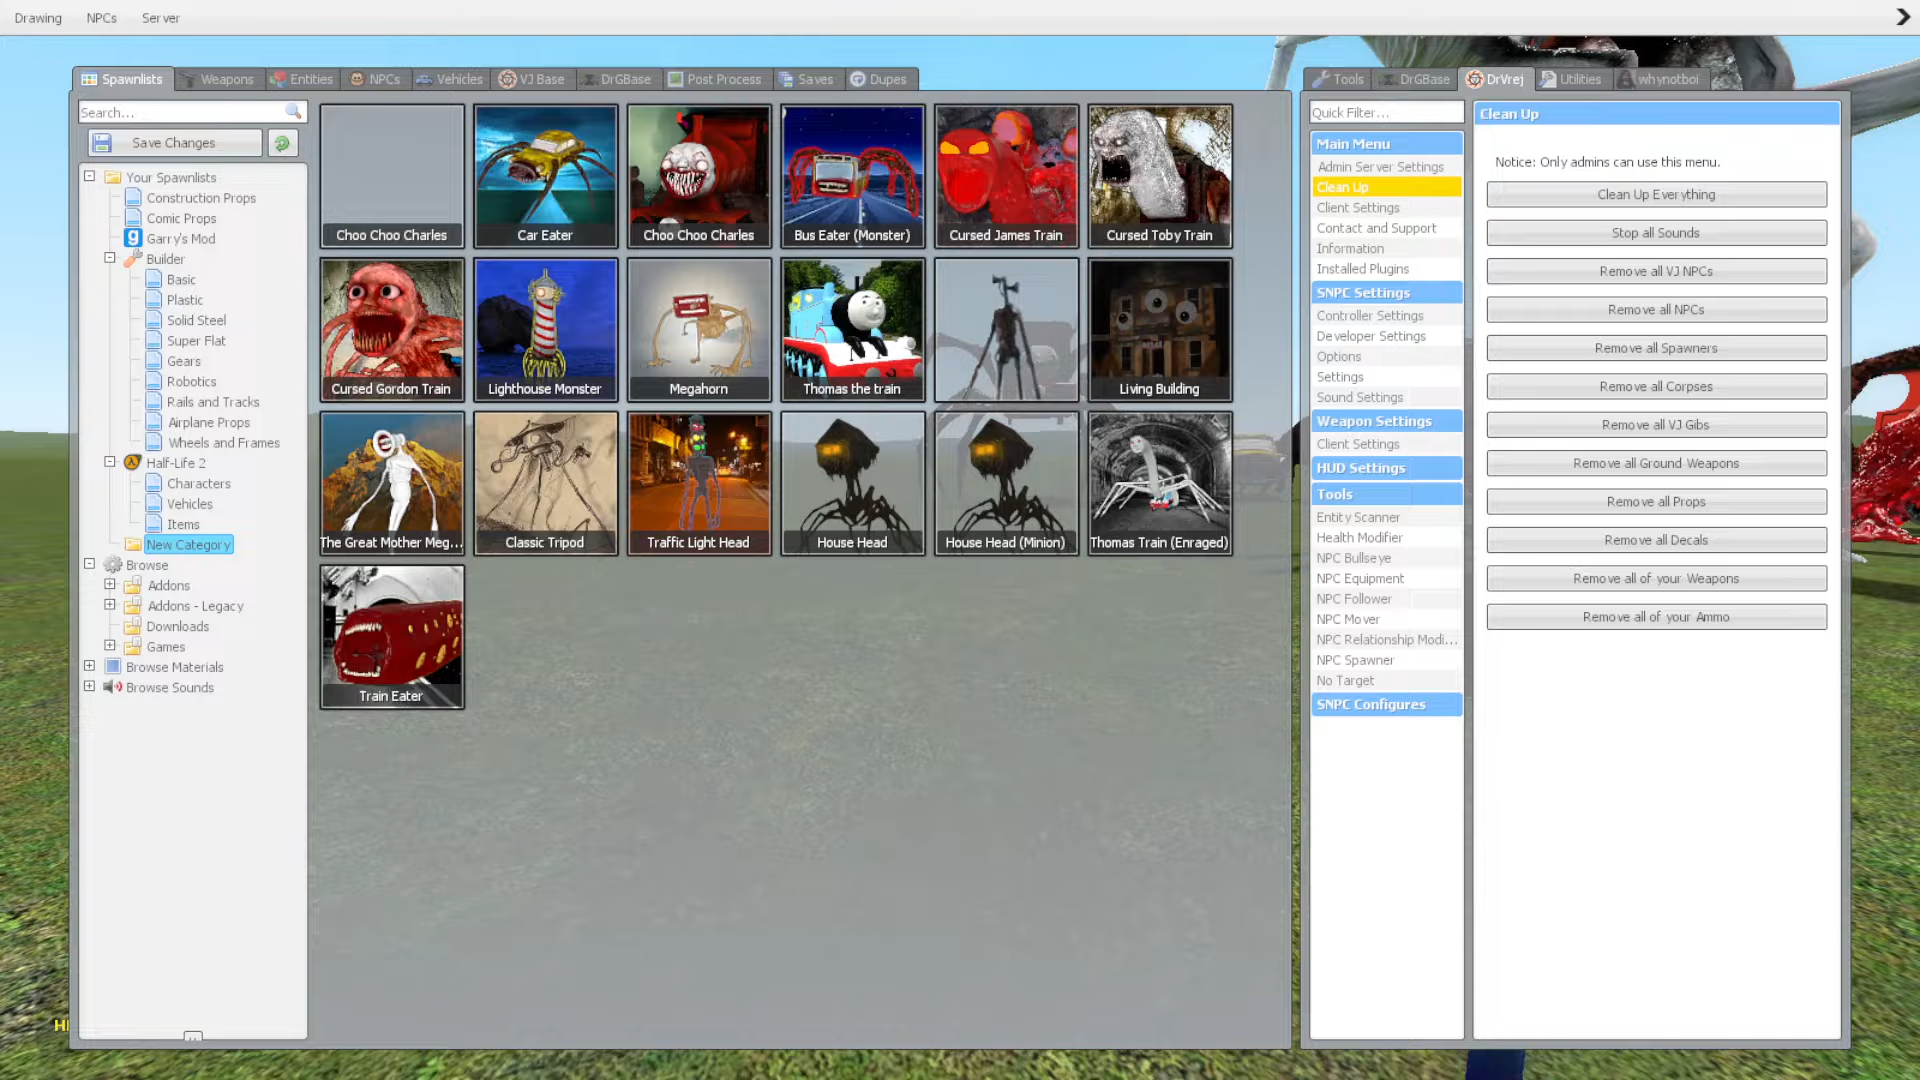 Drawing NPCs Server
Spawnlists Weapons Entities NPCs Vehicles VJ Base DrGBase Post Process Saves Dupes
Search...
Save Changes
Your Spawnlists
Construction Props
Comic Props
Garry's Mod
Builder
Basic
Plastic
Solid Steel
Super Flat
Gears
Robotics
Rails and Tracks
Airplane Props
Wheels and Frames
Half-Life 2
Characters
Vehicles
Items
New Category
Browse
Addons
Addons - Legacy
Downloads
Games
Browse Materials
Browse Sounds
Choo Choo Charles
Car Eater
Choo Choo Charles
Bus Eater (Monster)
Cursed James Train
Cursed Toby Train
Cursed Gordon Train
Lighthouse Monster
Megahorn
Thomas the train
Living Building
The Great Mother Meg...
Classic Tripod
Traffic Light Head
House Head
House Head (Minion)
Thomas Train (Enraged)
Train Eater
Tools DrGBase DrVrej Utilities whynotboi
Quick Filter...
Main Menu
Admin Server Settings
Clean Up
Client Settings
Contact and Support
Information
Installed Plugins
SNPC Settings
Controller Settings
Developer Settings
Options
Settings
Sound Settings
Weapon Settings
Client Settings
HUD Settings
Tools
Entity Scanner
Health Modifier
NPC Bullseye
NPC Equipment
NPC Follower
NPC Mover
NPC Relationship Modi...
NPC Spawner
No Target
SNPC Configures
Clean Up
Notice: Only admins can use this menu.
Clean Up Everything
Stop all Sounds
Remove all VJ NPCs
Remove all NPCs
Remove all Spawners
Remove all Corpses
Remove all VJ Gibs
Remove all Ground Weapons
Remove all Props
Remove all Decals
Remove all of your Weapons
Remove all of your Ammo